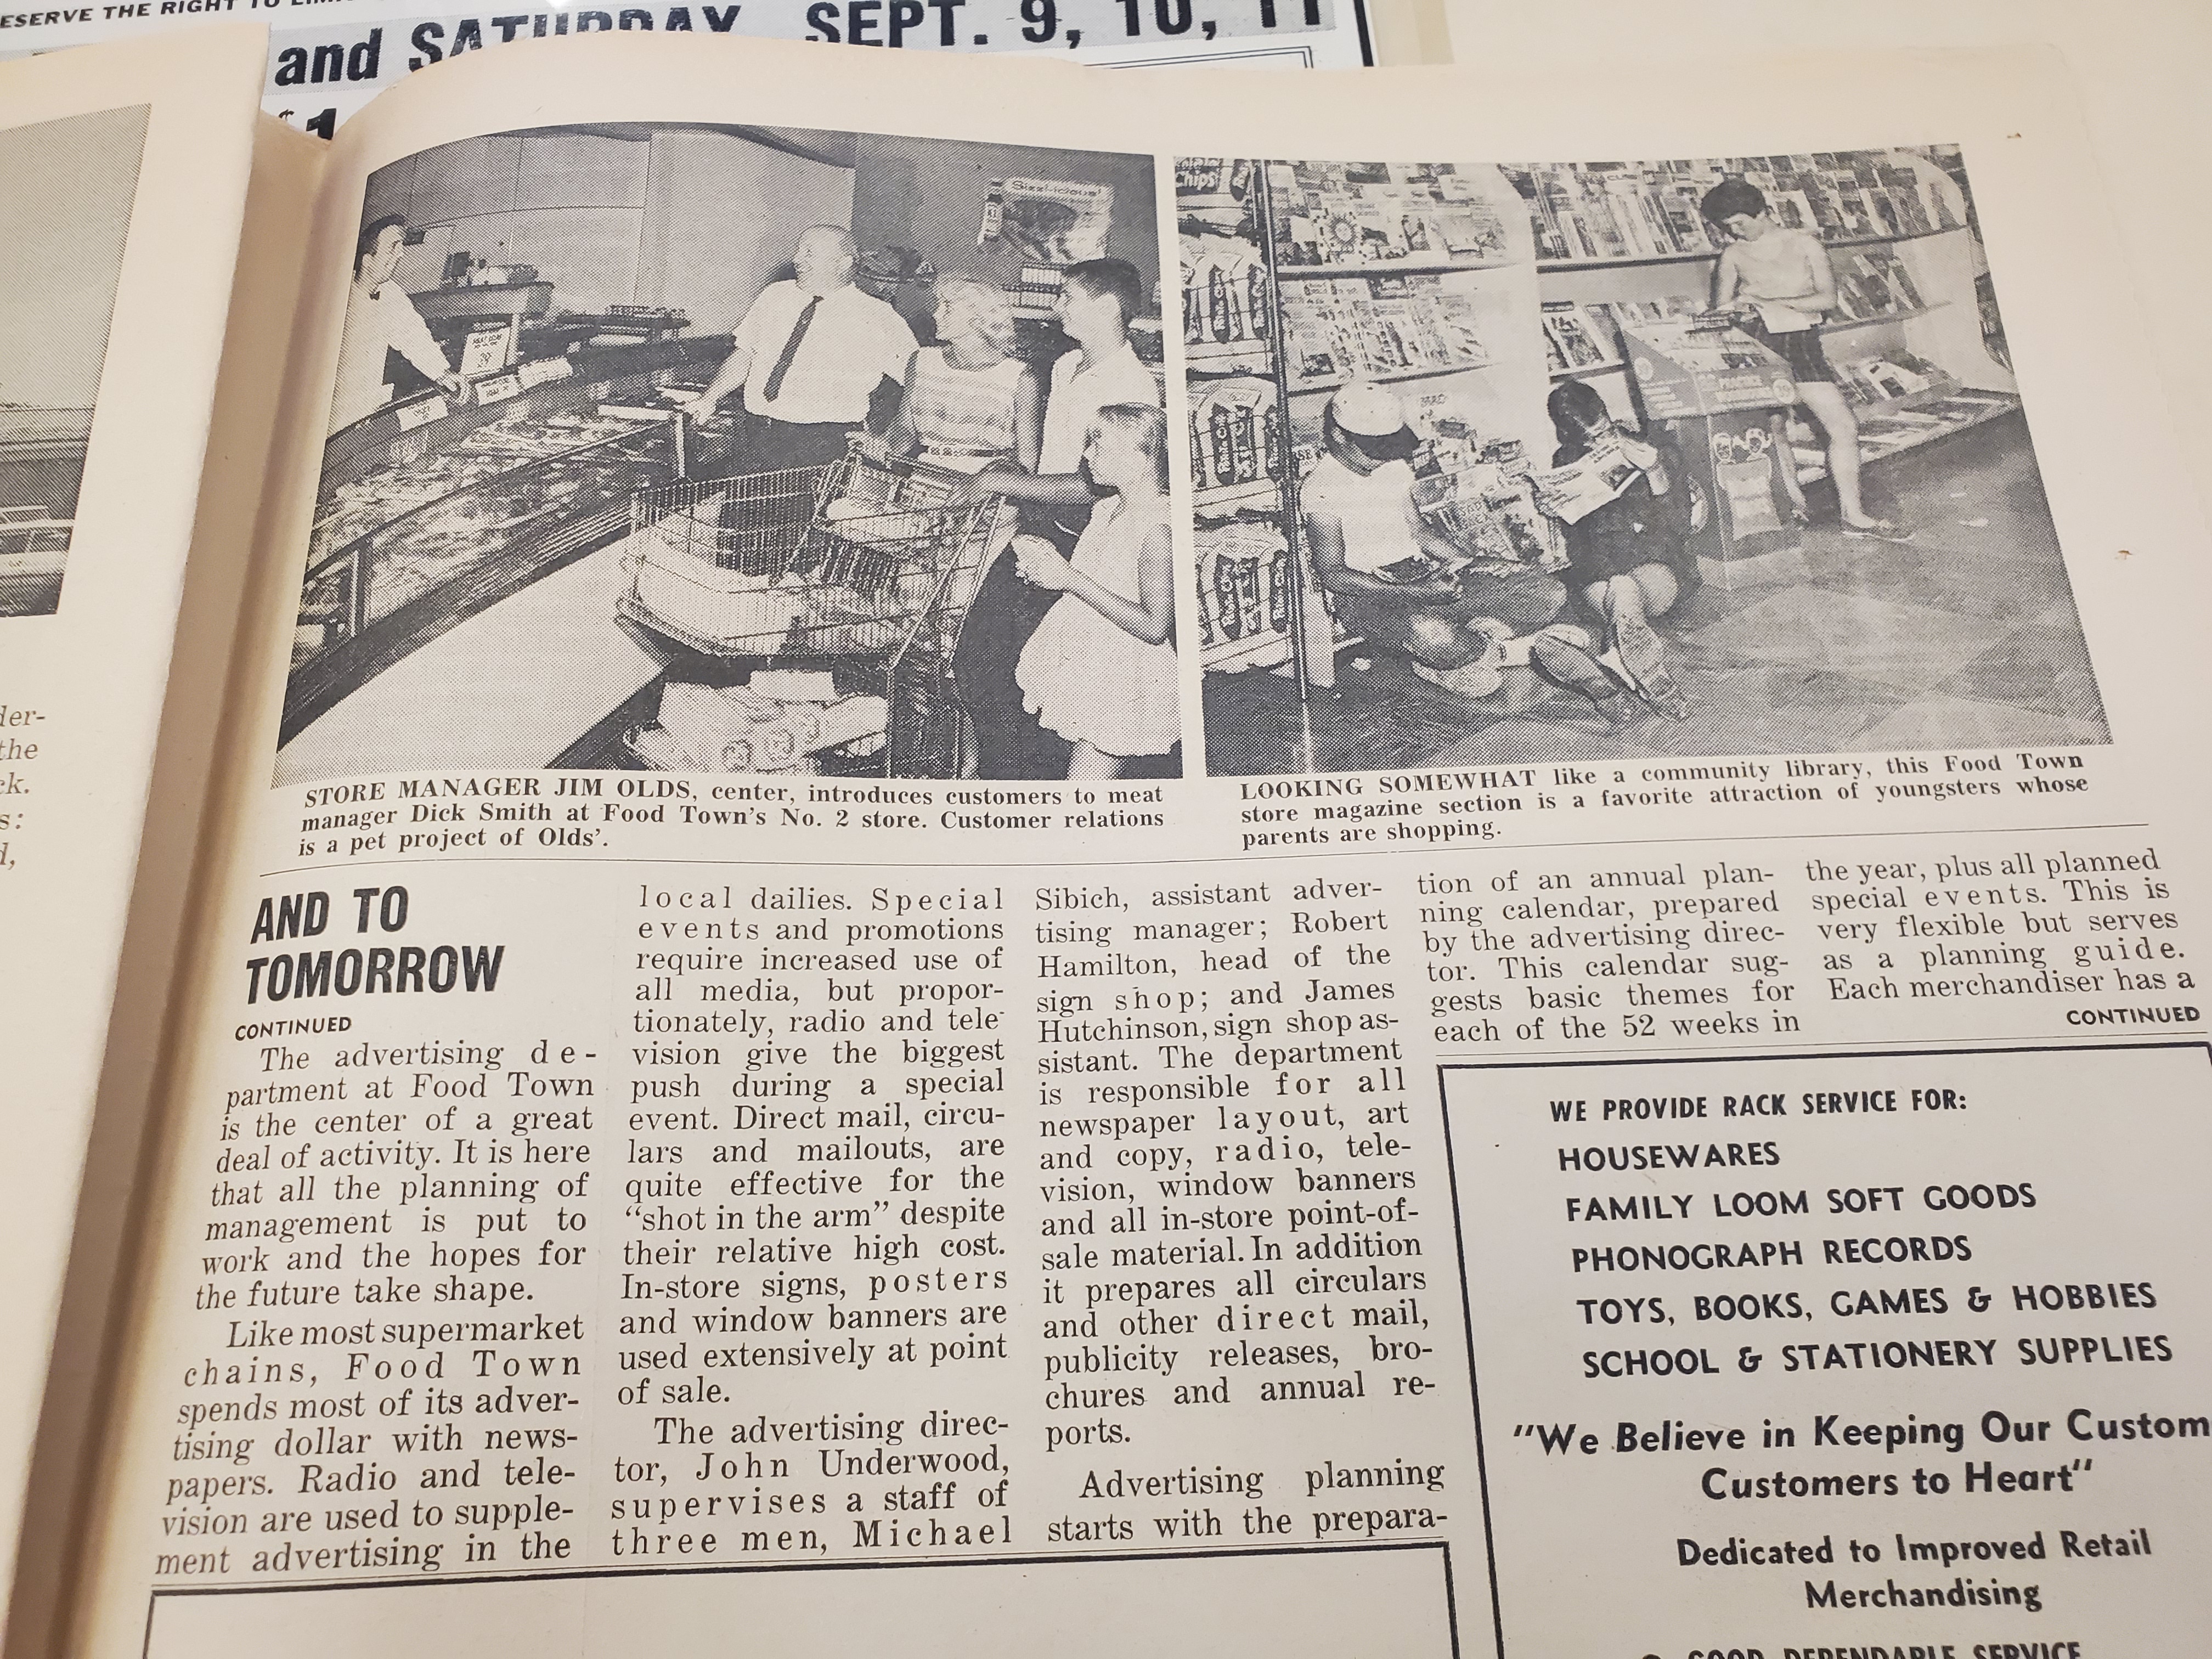 ESERVE THE RIGHT TO
and SATURDAY, SEPT. 9, 10, 11
$1
der-
the
ck.
s:
d,
Sizzl-icious!
Chips
STORE MANAGER JIM OLDS, center, introduces customers to meat
manager Dick Smith at Food Town's No. 2 store. Customer relations
is a pet project of Olds'.
LOOKING SOMEWHAT like a community library, this Food Town
store magazine section is a favorite attraction of youngsters whose
parents are shopping.
AND TO
TOMORROW
CONTINUED
The advertising de-
partment at Food Town
is the center of a great
deal of activity. It is here
that all the planning of
management is put to
work and the hopes for
the future take shape.
Like most supermarket
chains, Food Town
spends most of its adver-
tising dollar with news-
papers. Radio and tele-
vision are used to supple-
ment advertising in the
local dailies. Special
events and promotions
require increased use of
all media, but propor-
tionately, radio and tele-
vision give the biggest
push during a special
event. Direct mail, circu-
lars and mailouts, are
quite effective for the
"shot in the arm" despite
their relative high cost.
In-store signs, posters
and window banners are
used extensively at point
of sale.
The advertising direc-
tor, John Underwood,
supervises a staff of
three men, Michael
Sibich, assistant adver-
tising manager; Robert
Hamilton, head of the
sign shop; and James
Hutchinson, sign shop as-
sistant. The department
is responsible for all
newspaper layout, art
and copy, radio, tele-
vision, window banners
and all in-store point-of-
sale material. In addition
it prepares all circulars
and other direct mail,
publicity releases, bro-
chures and annual re-
ports.
Advertising planning
starts with the prepara-
tion of an annual plan-
ning calendar, prepared
by the advertising direc-
tor. This calendar sug-
gests basic themes for
each of the 52 weeks in
the year, plus all planned
special events. This is
very flexible but serves
as a planning guide.
Each merchandiser has a
CONTINUED
WE PROVIDE RACK SERVICE FOR:
HOUSEWARES
FAMILY LOOM SOFT GOODS
PHONOGRAPH RECORDS
TOYS, BOOKS, GAMES & HOBBIES
SCHOOL & STATIONERY SUPPLIES
"We Believe in Keeping Our Custom
Customers to Heart"
Dedicated to Improved Retail
Merchandising
GOOD DEPENDABLE SERVICE